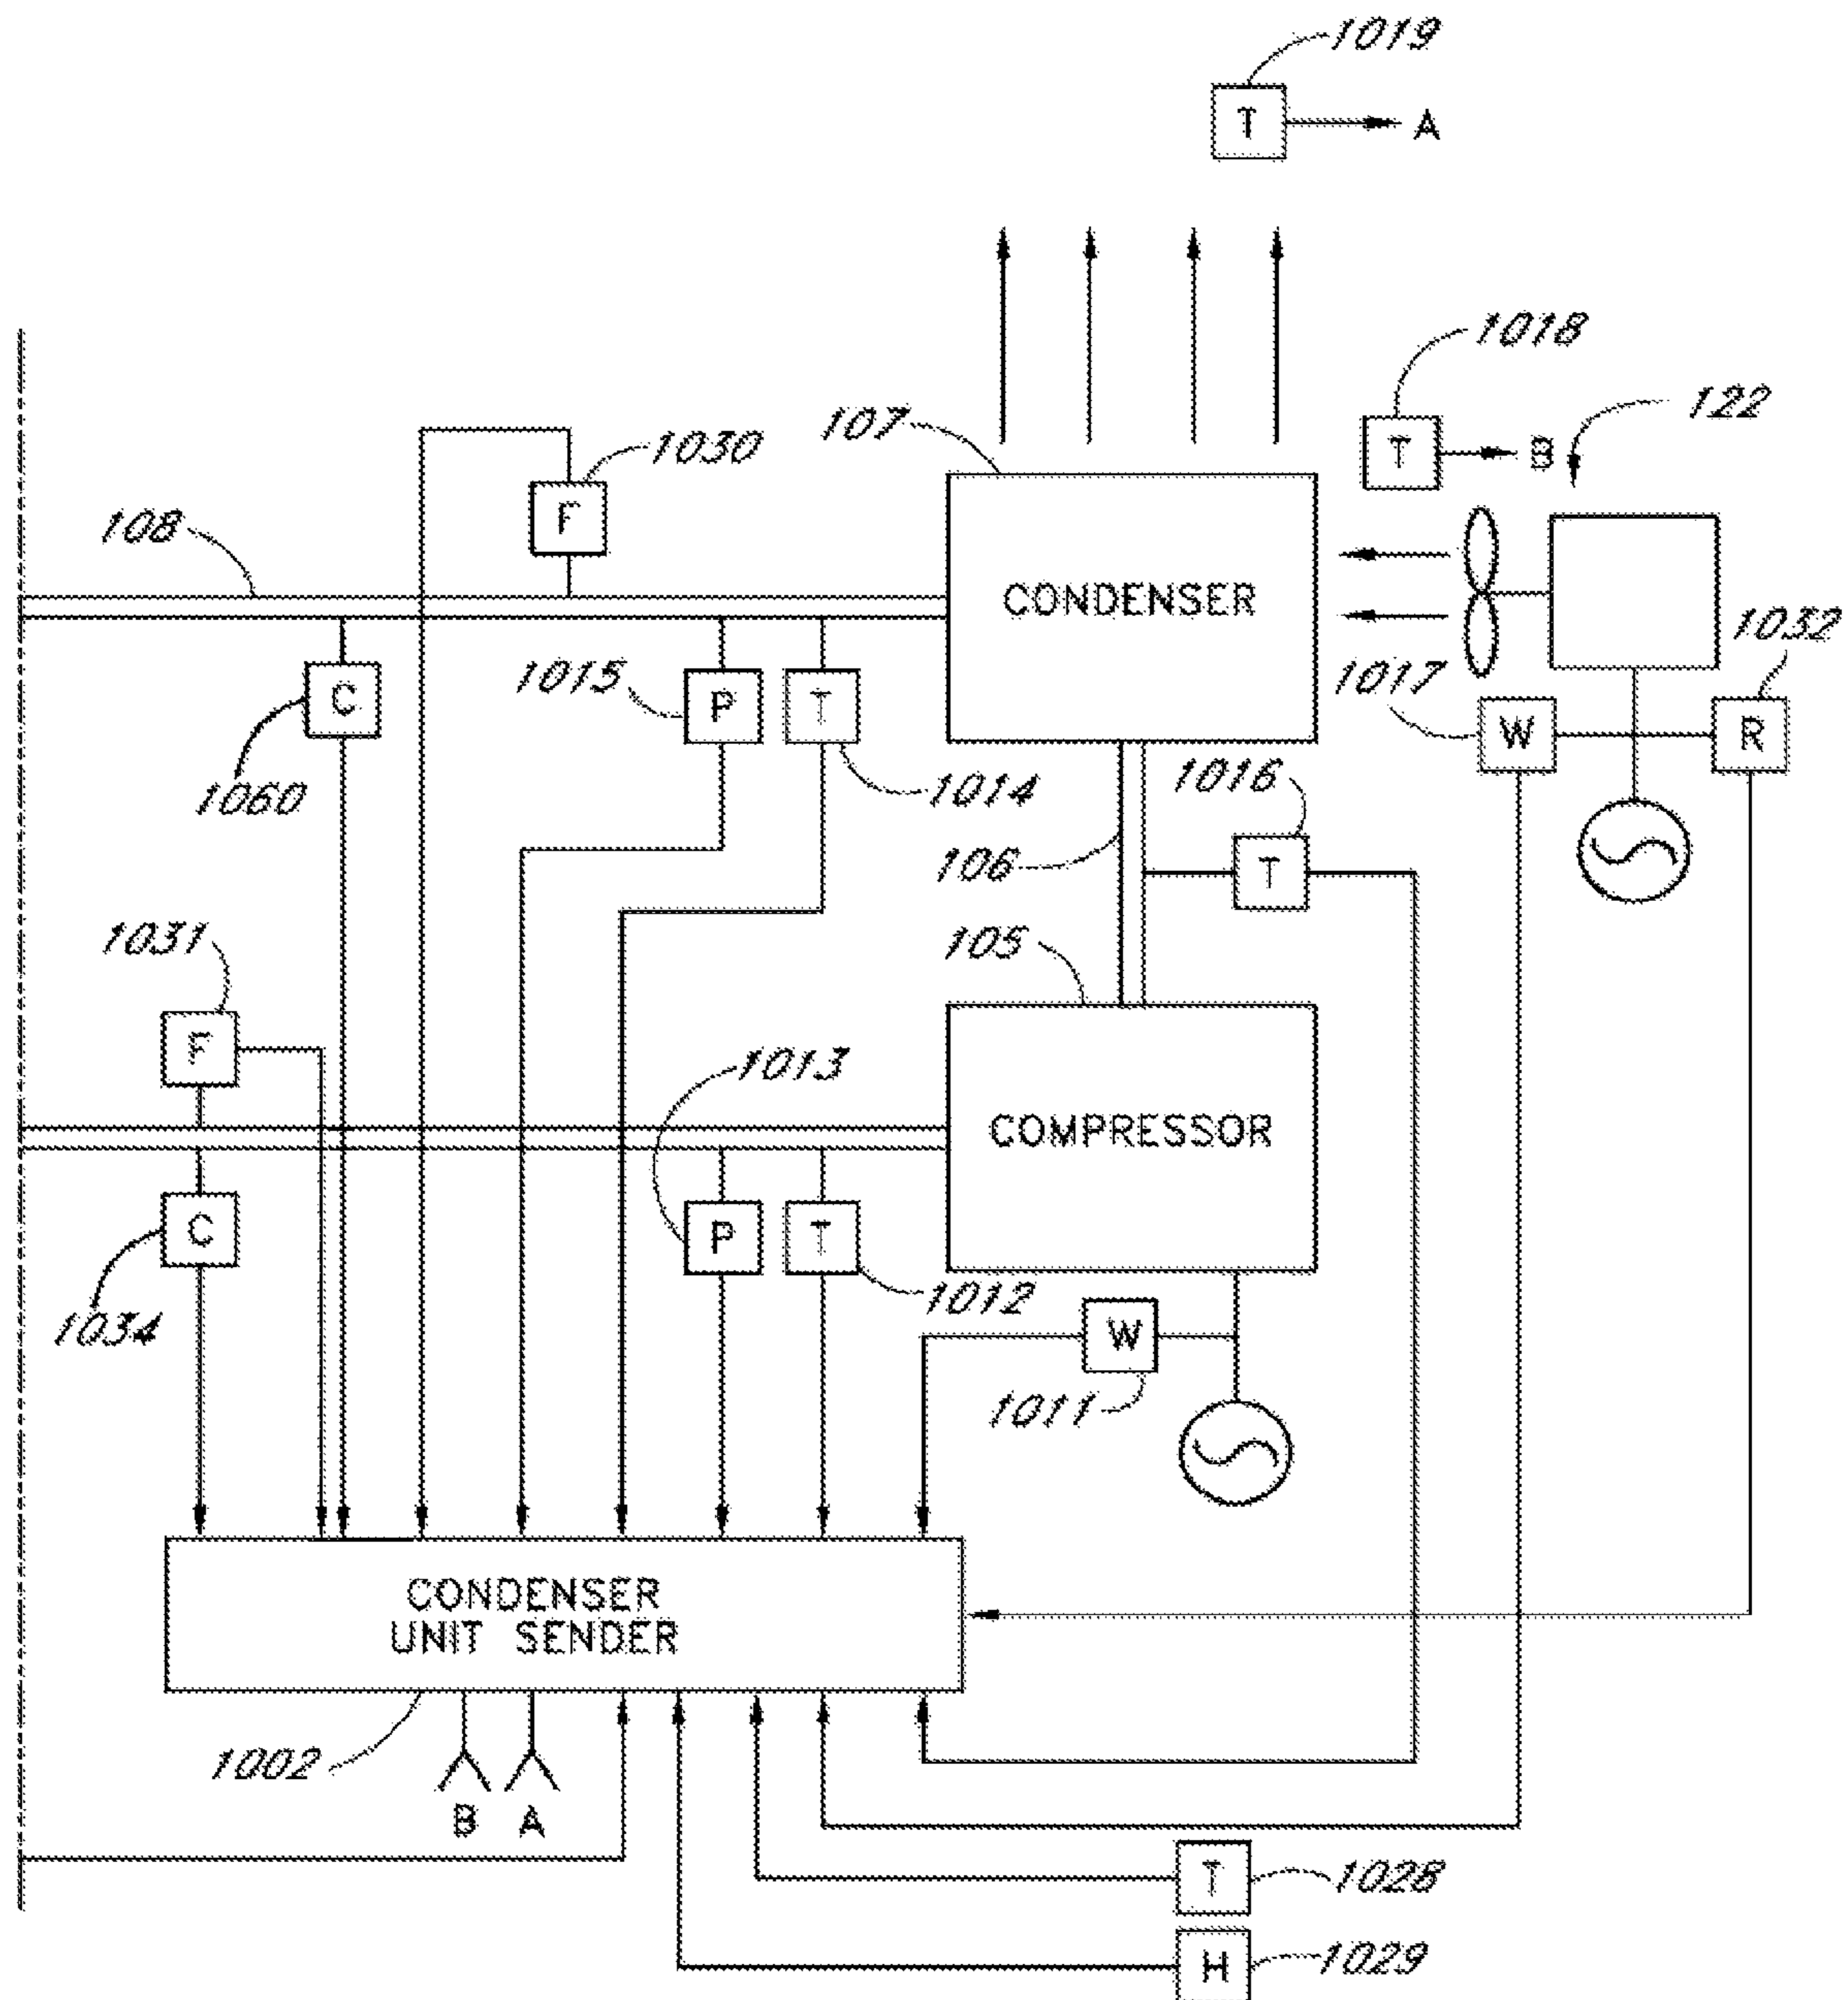 1019
T
A
1018
T
B
122
107
1030
F
108
CONDENSER
1032
1015
P
T
1017
W
R
C
1060
1014
1016
106
T
1031
105
F
1013
COMPRESSOR
C
P
T
1034
1012
W
1011
CONDENSER
UNIT SENDER
1002
B
A
T
1028
H
1029